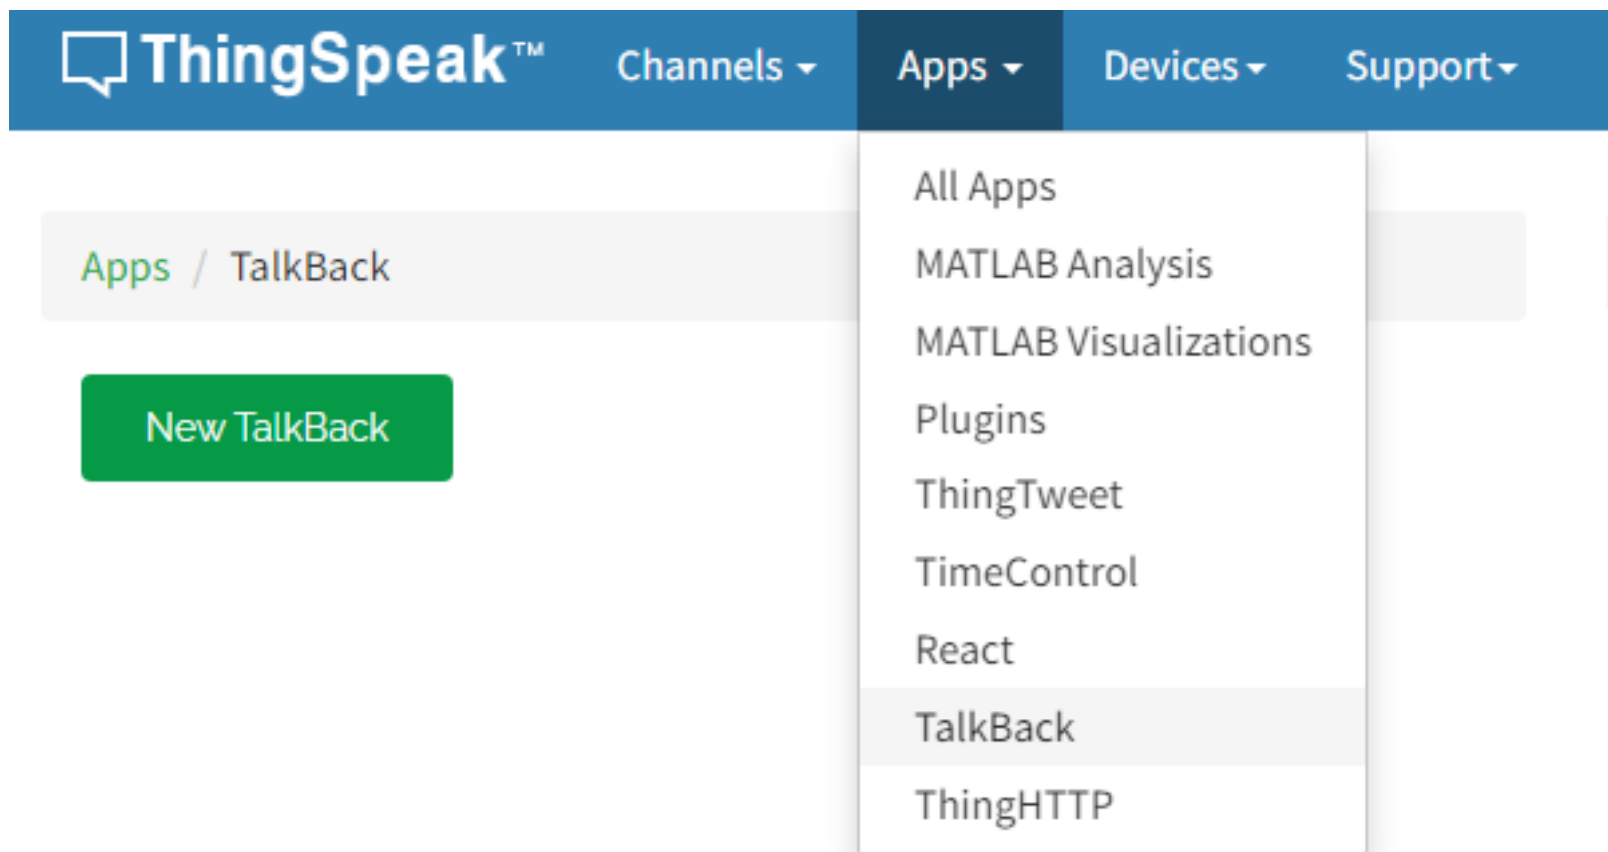 ThingSpeak™ Channels Apps Devices Support
Apps / TalkBack
New TalkBack
All Apps
MATLAB Analysis
MATLAB Visualizations
Plugins
ThingTweet
TimeControl
React
TalkBack
ThingHTTP